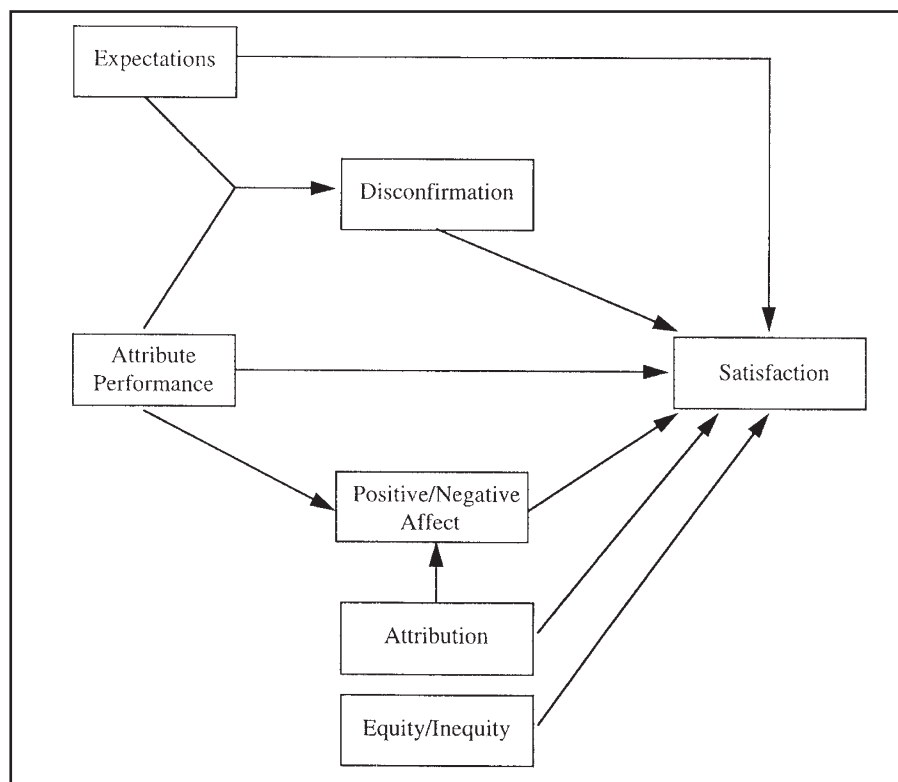 Expectations
Disconfirmation
Attribute
Performance
Satisfaction
Positive/Negative
Affect
Attribution
Equity/Inequity